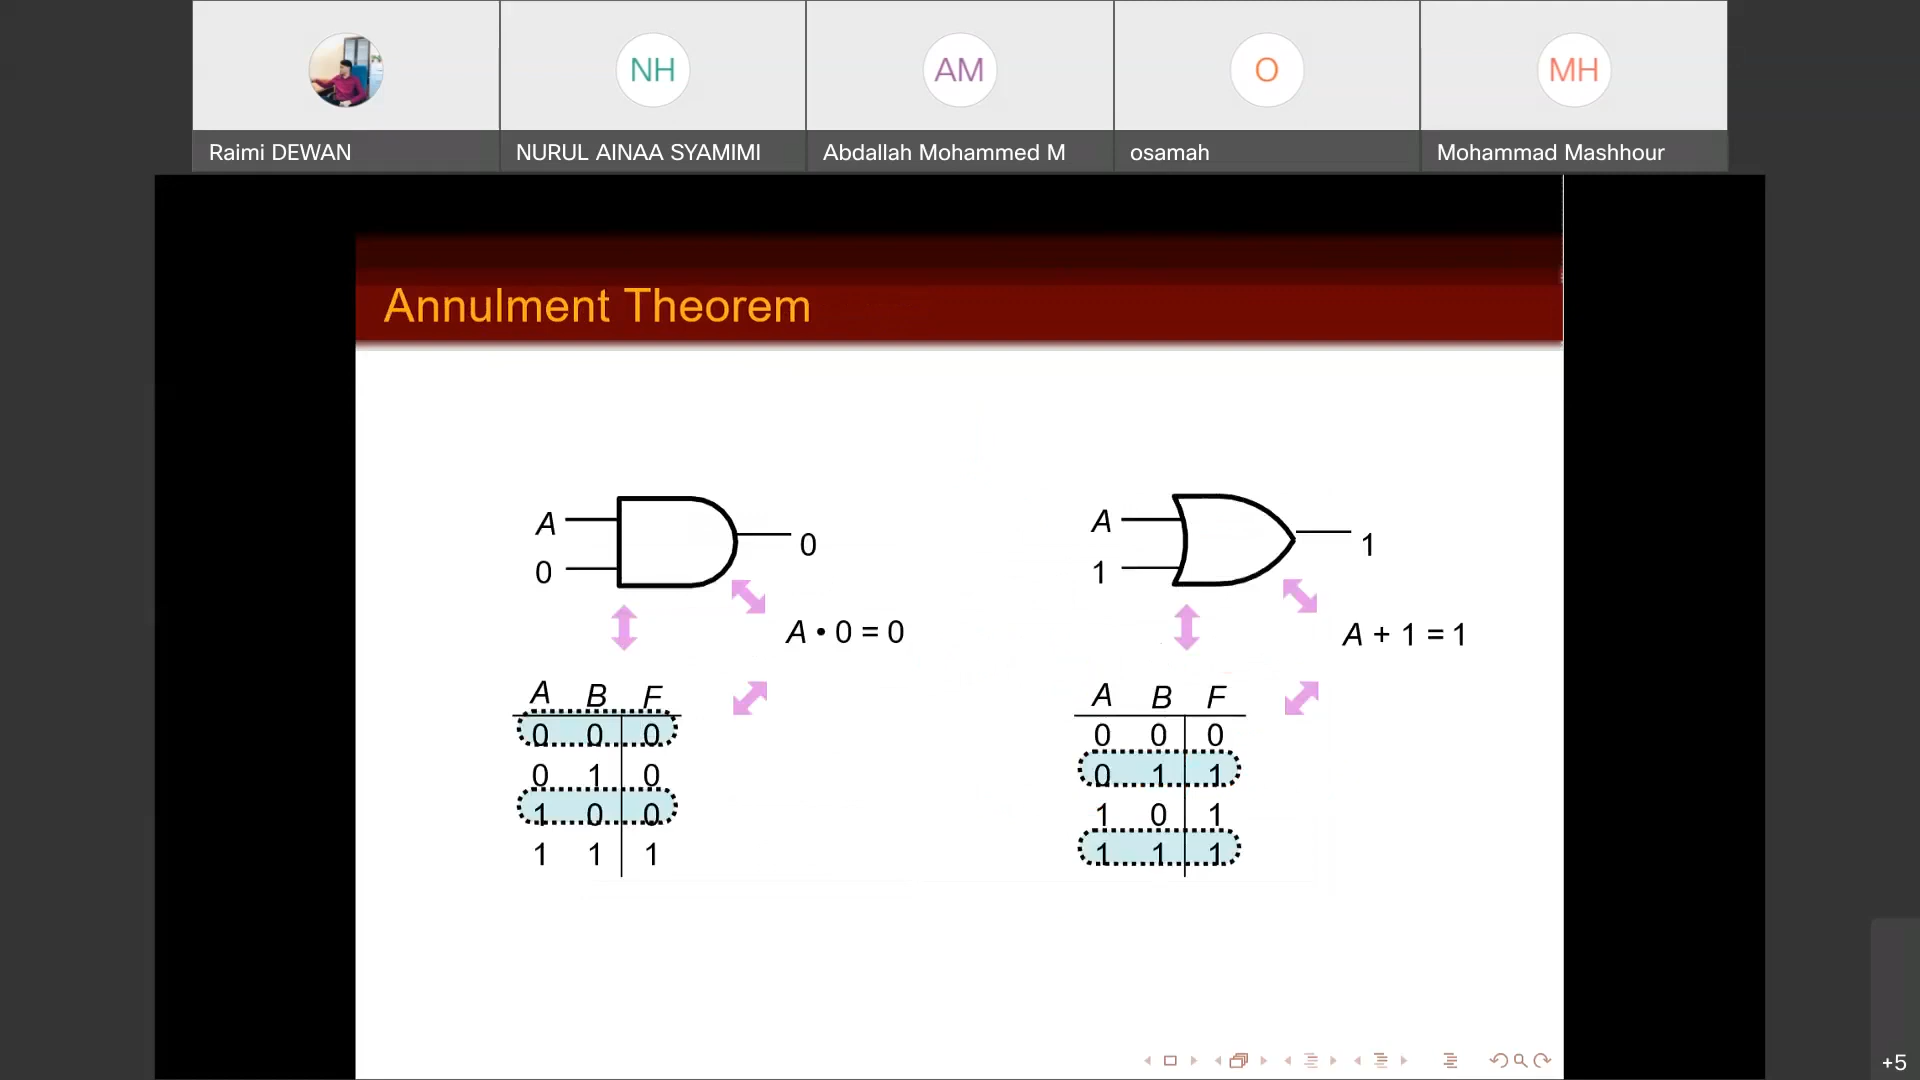 NH AM O MH
Raimi DEWAN NURUL AINAA SYAMIMI Abdallah Mohammed M osamah Mohammad Mashhour
Annulment Theorem
A
0
0
A • 0 = 0
A B F
0 0 0
0 1 0
1 0 0
1 1 1
A
1
1
A + 1 = 1
A B F
0 0 0
0 1 1
1 0 1
1 1 1
+5